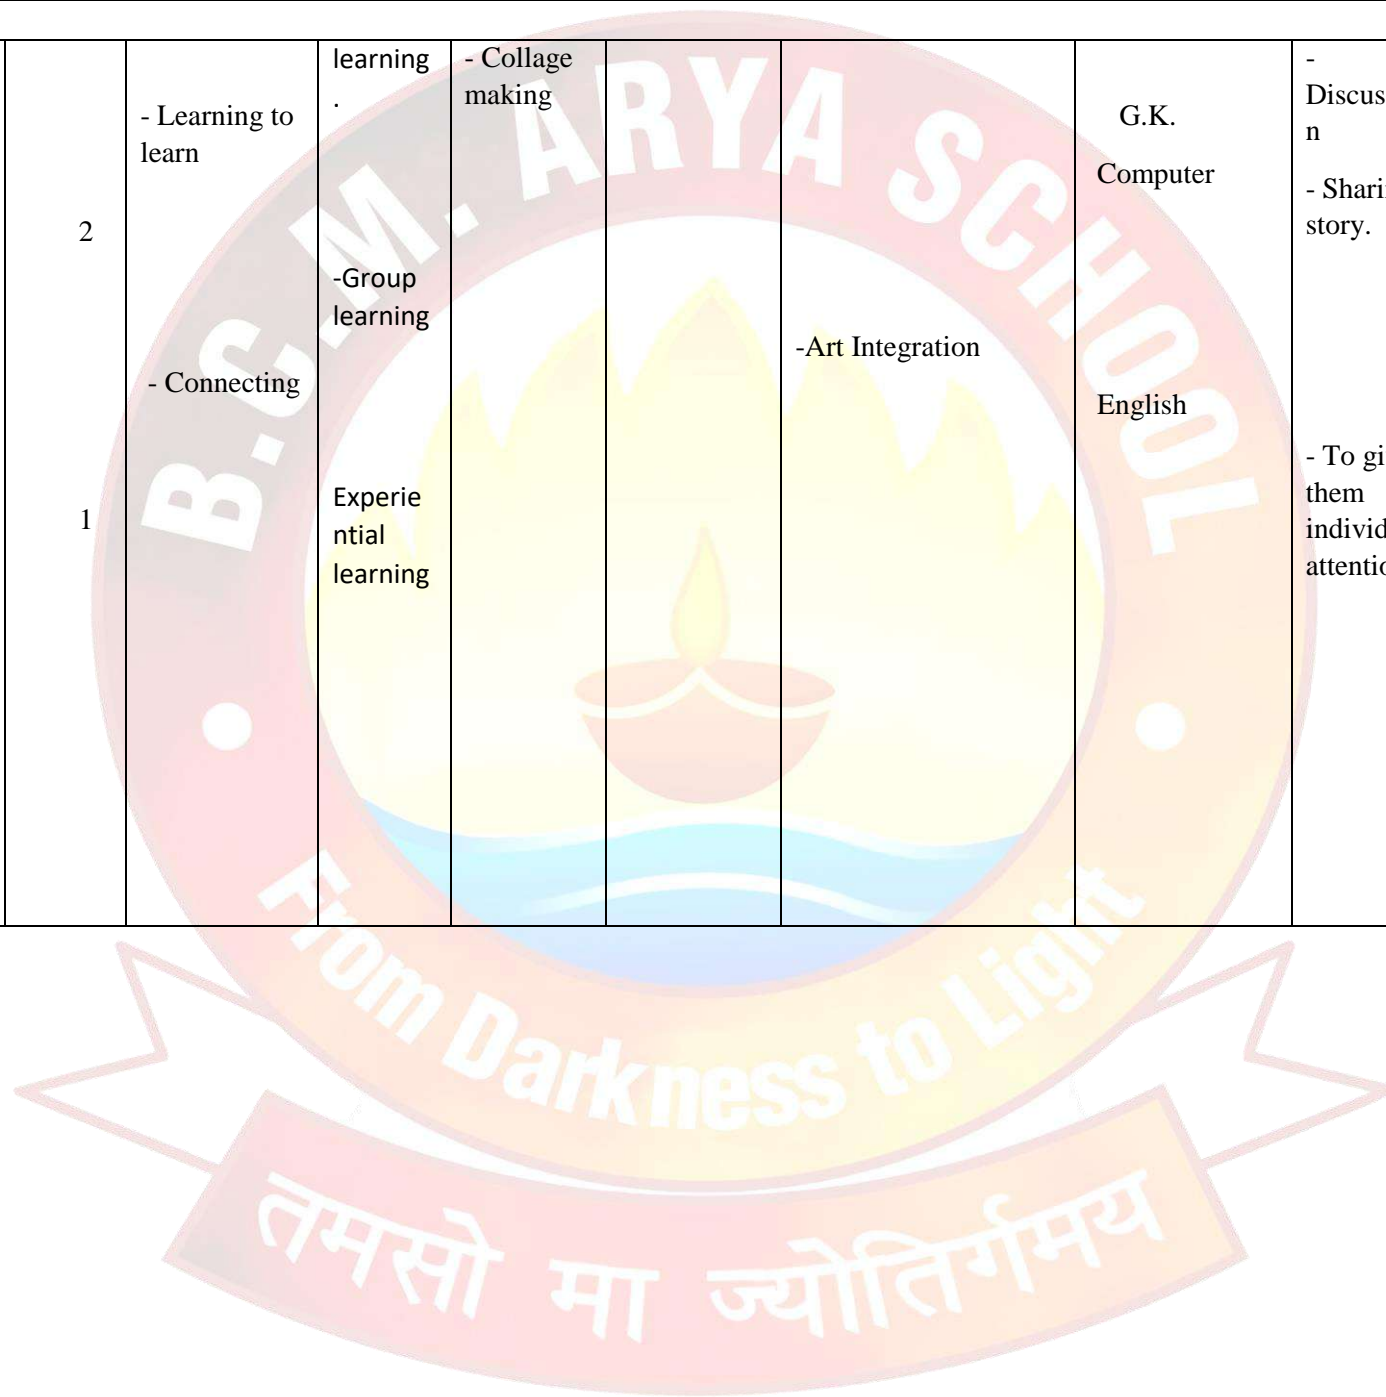 2
1
- Learning to
learn
- Connecting
learning
.
-Group
learning
Experie
ntial
learning
- Collage
making
-Art Integration
G.K.
Computer
English
-
Discus
n
- Shari
story.
- To gi
them
individ
attentio
B.C.M. ARYA SCHOOL
From Darkness to Light
तमसो मा ज्योतिर्गमय